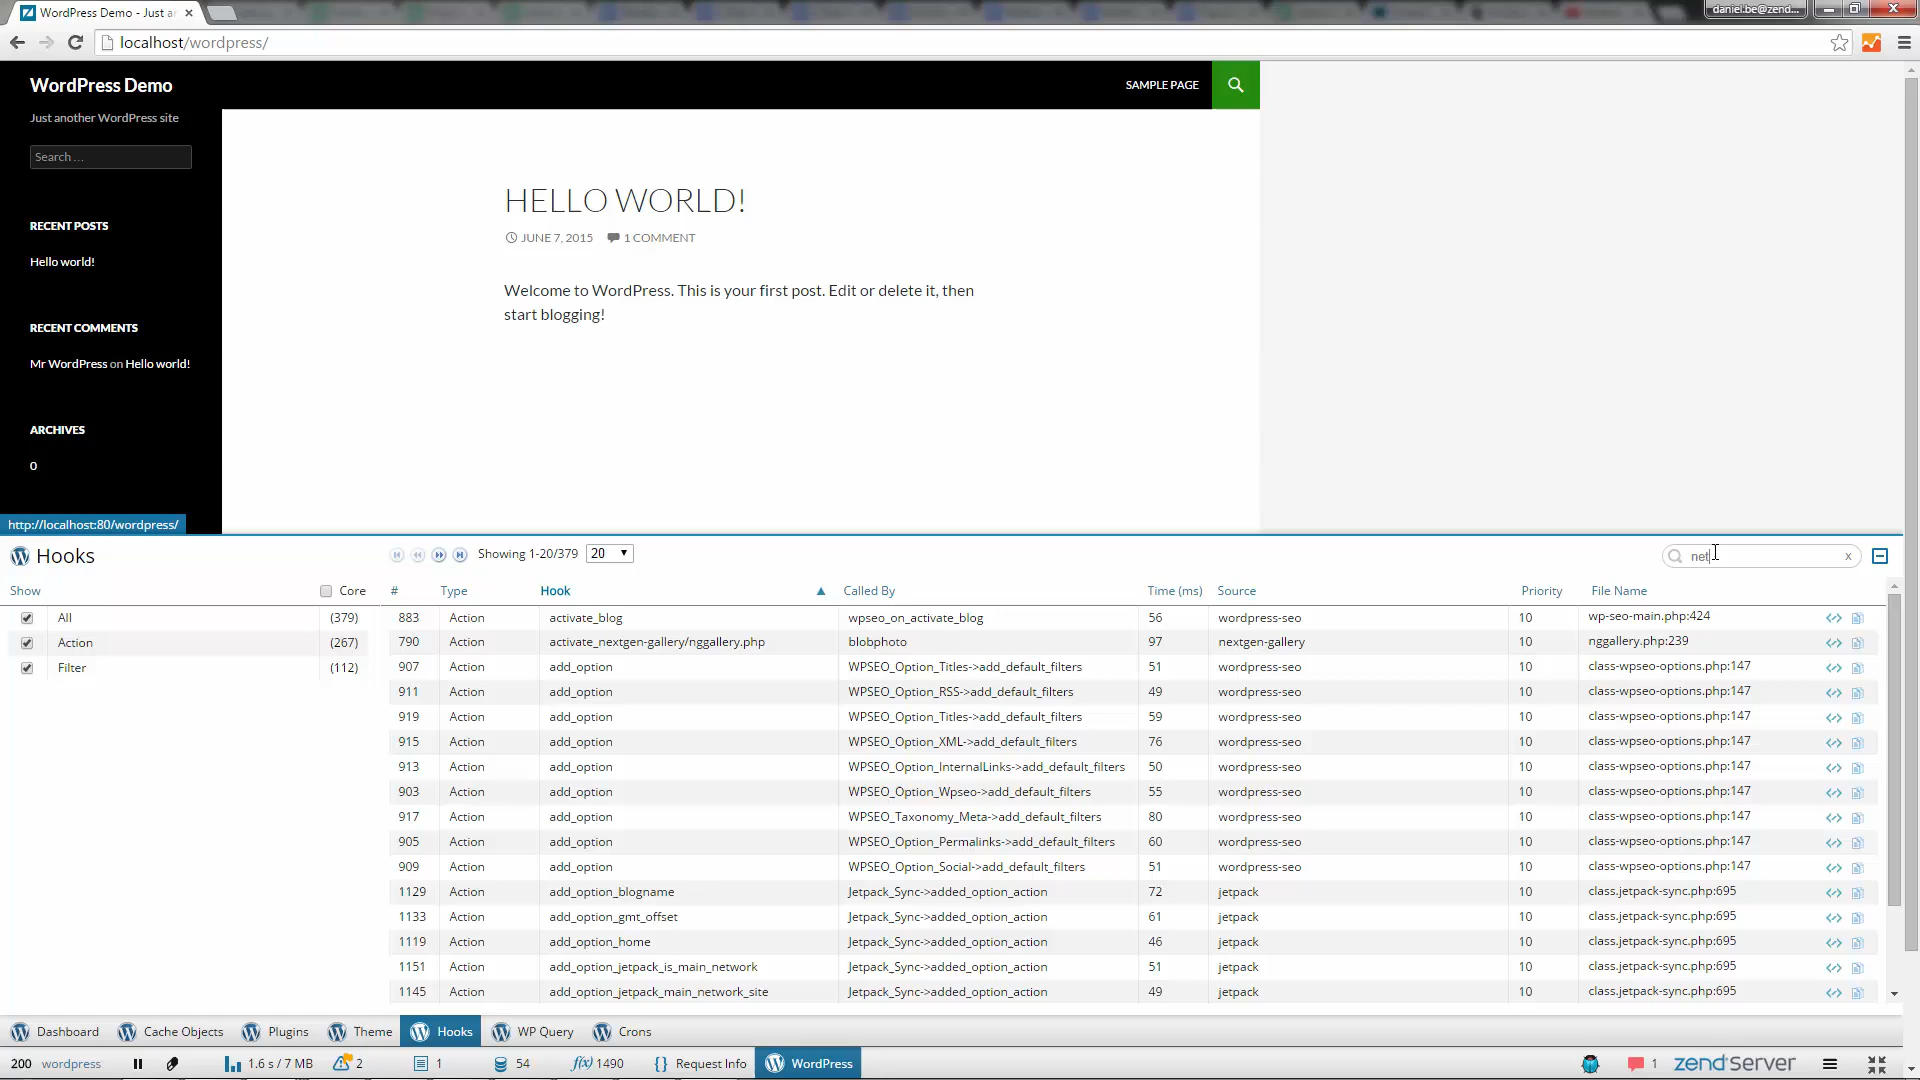 WordPress Demo - Just ar
daniel.be@zend...
localhost/wordpress/
WordPress Demo
SAMPLE PAGE
Just another WordPress site
Search ...
HELLO WORLD!
JUNE 7, 2015 1 COMMENT
RECENT POSTS
Hello world!
Welcome to WordPress. This is your first post. Edit or delete it, then
start blogging!
RECENT COMMENTS
Mr WordPress on Hello world!
ARCHIVES
0
http://localhost:80/wordpress/
Hooks
Showing 1-20/379 20
net x
Show Core # Type Hook Called By Time (ms) Source Priority File Name
All (379)
Action (267)
Filter (112)
883 Action activate_blog wpseo_on_activate_blog 56 wordpress-seo 10 wp-seo-main.php:424
790 Action activate_nextgen-gallery/nggallery.php blobphoto 97 nextgen-gallery 10 nggallery.php:239
907 Action add_option WPSEO_Option_Titles->add_default_filters 51 wordpress-seo 10 class-wpseo-options.php:147
911 Action add_option WPSEO_Option_RSS->add_default_filters 49 wordpress-seo 10 class-wpseo-options.php:147
919 Action add_option WPSEO_Option_Titles->add_default_filters 59 wordpress-seo 10 class-wpseo-options.php:147
915 Action add_option WPSEO_Option_XML->add_default_filters 76 wordpress-seo 10 class-wpseo-options.php:147
913 Action add_option WPSEO_Option_InternalLinks->add_default_filters 50 wordpress-seo 10 class-wpseo-options.php:147
903 Action add_option WPSEO_Option_Wpseo->add_default_filters 55 wordpress-seo 10 class-wpseo-options.php:147
917 Action add_option WPSEO_Taxonomy_Meta->add_default_filters 80 wordpress-seo 10 class-wpseo-options.php:147
905 Action add_option WPSEO_Option_Permalinks->add_default_filters 60 wordpress-seo 10 class-wpseo-options.php:147
909 Action add_option WPSEO_Option_Social->add_default_filters 51 wordpress-seo 10 class-wpseo-options.php:147
1129 Action add_option_blogname Jetpack_Sync->added_option_action 72 jetpack 10 class.jetpack-sync.php:695
1133 Action add_option_gmt_offset Jetpack_Sync->added_option_action 61 jetpack 10 class.jetpack-sync.php:695
1119 Action add_option_home Jetpack_Sync->added_option_action 46 jetpack 10 class.jetpack-sync.php:695
1151 Action add_option_jetpack_is_main_network Jetpack_Sync->added_option_action 51 jetpack 10 class.jetpack-sync.php:695
1145 Action add_option_jetpack_main_network_site Jetpack_Sync->added_option_action 49 jetpack 10 class.jetpack-sync.php:695
Dashboard Cache Objects Plugins Theme Hooks WP Query Crons
200 wordpress 1.6 s / 7 MB 2 1 54 f(x) 1490 {} Request Info WordPress 1 zendServer